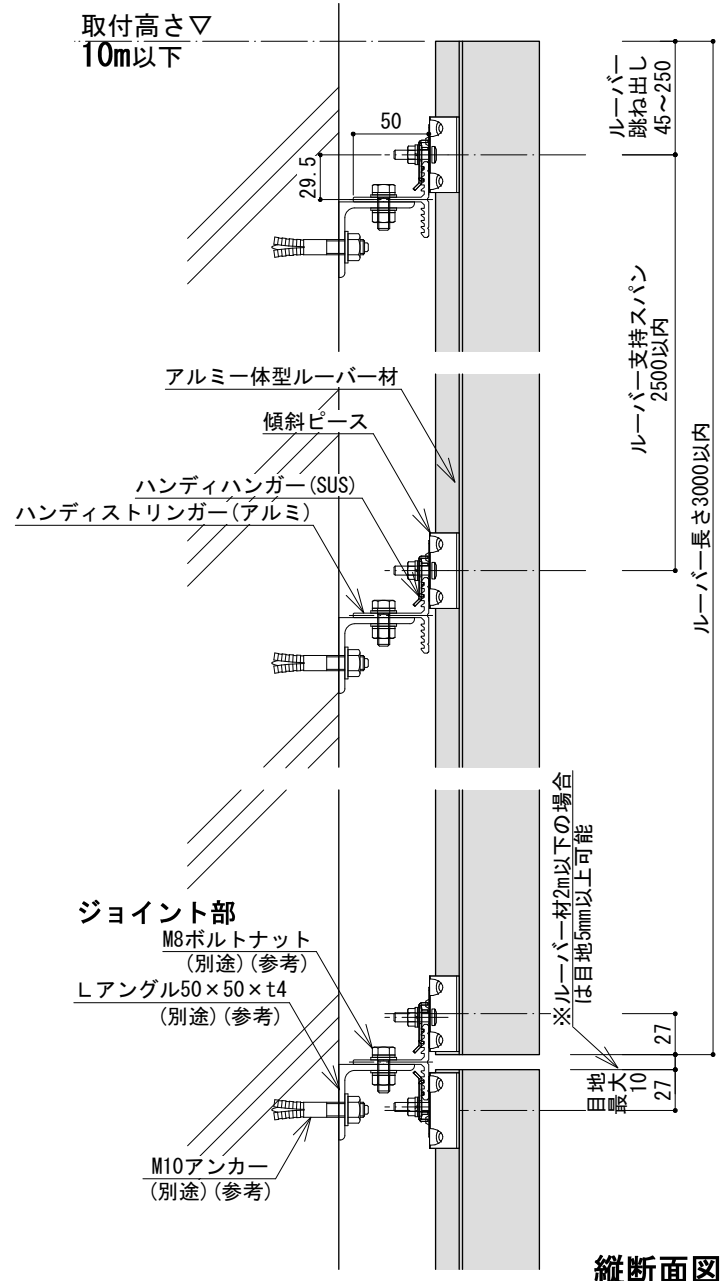 取付高さ▽
10m以下
ルーバー
跳ね出し
45～250
50
29.5
ルーバー支持スパン
2500以内
ルーバー長さ3000以内
アルミ一体型ルーバー材
傾斜ピース
ハンディハンガー(SUS)
ハンディストリンガー(アルミ)
※ルーバー材2m以下の場合
は目地5mm以上可能
ジョイント部
M8ボルトナット
(別途)(参考)
Lアングル50×50×t4
(別途)(参考)
27
目地
最大
10
27
M10アンカー
(別途)(参考)
縦断面図